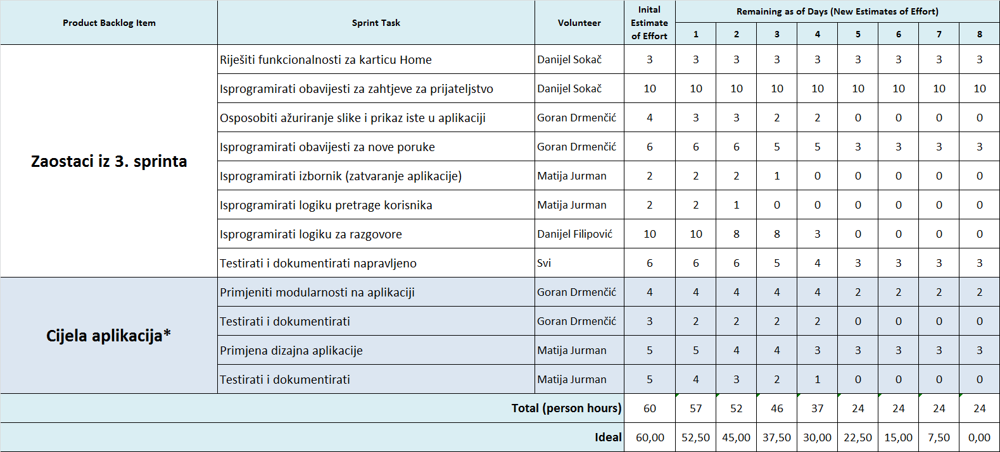 Product Backlog Item Sprint Task Volunteer Inital Estimate of Effort Remaining as of Days (New Estimates of Effort)
1 2 3 4 5 6 7 8
Zaostaci iz 3. sprinta
Riješiti funkcionalnosti za karticu Home Danijel Sokač 3 3 3 3 3 3 3 3 3
Isprogramirati obavijesti za zahtjeve za prijateljstvo Danijel Sokač 10 10 10 10 10 10 10 10 10
Osposobiti ažuriranje slike i prikaz iste u aplikaciji Goran Drmenčić 4 3 3 2 2 0 0 0 0
Isprogramirati obavijesti za nove poruke Goran Drmenčić 6 6 6 5 5 3 3 3 3
Isprogramirati izbornik (zatvaranje aplikacije) Matija Jurman 2 2 2 1 0 0 0 0 0
Isprogramirati logiku pretrage korisnika Matija Jurman 2 2 1 0 0 0 0 0 0
Isprogramirati logiku za razgovore Danijel Filipović 10 10 8 8 3 0 0 0 0
Testirati i dokumentirati napravljeno Svi 6 6 6 5 4 3 3 3 3
Cijela aplikacija*
Primjeniti modularnosti na aplikaciji Goran Drmenčić 4 4 4 4 4 2 2 2 2
Testirati i dokumentirati Goran Drmenčić 3 2 2 2 2 0 0 0 0
Primjena dizajna aplikacije Matija Jurman 5 5 4 4 3 3 3 3 3
Testirati i dokumentirati Matija Jurman 5 4 3 2 1 0 0 0 0
Total (person hours) 60 57 52 46 37 24 24 24 24
Ideal 60,00 52,50 45,00 37,50 30,00 22,50 15,00 7,50 0,00